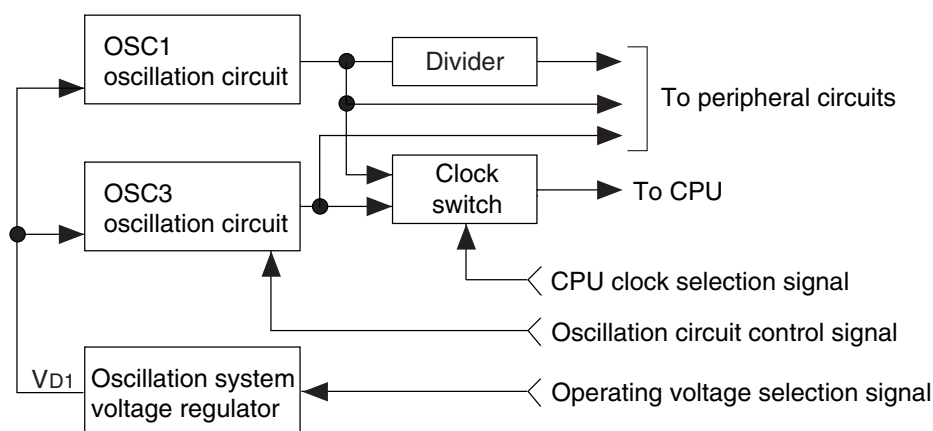 OSC1
oscillation circuit
Divider
To peripheral circuits
OSC3
oscillation circuit
Clock
switch
To CPU
CPU clock selection signal
Oscillation circuit control signal
VD1
Oscillation system
voltage regulator
Operating voltage selection signal